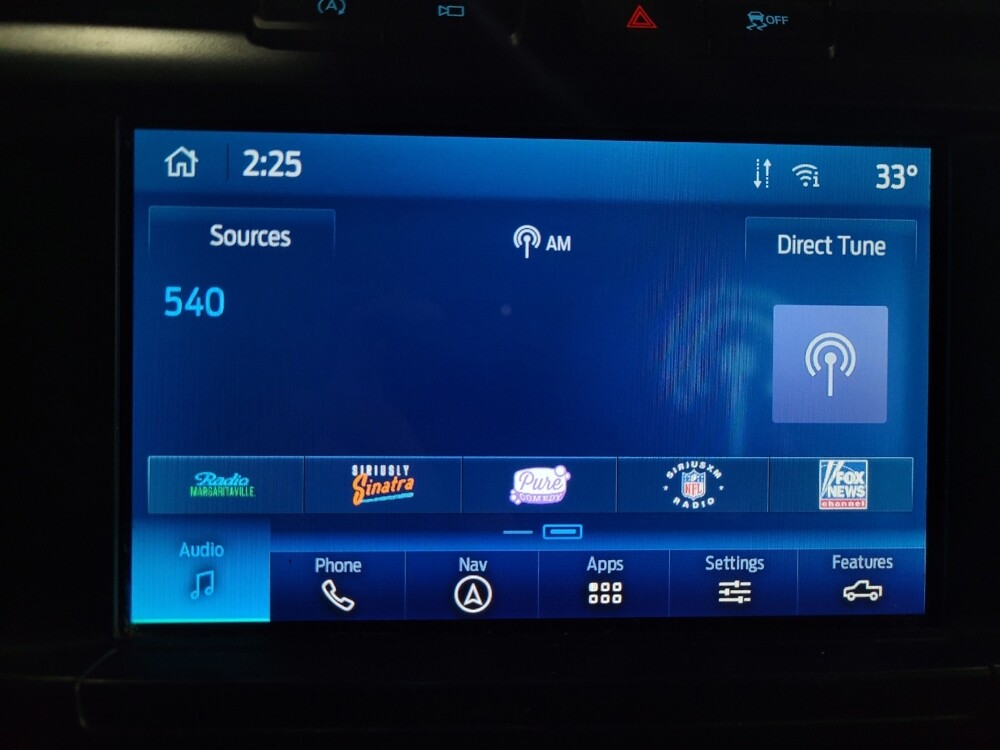 A
OFF
2:25
33°
Sources
AM
Direct Tune
540
Radio
MARGARITAVILLE
SIRIUSLY
Sinatra
Pure
COMEDY
SIRIUSXM
NFL
RADIO
FOX
NEWS
channel
Audio
Phone
Nav
Apps
Settings
Features